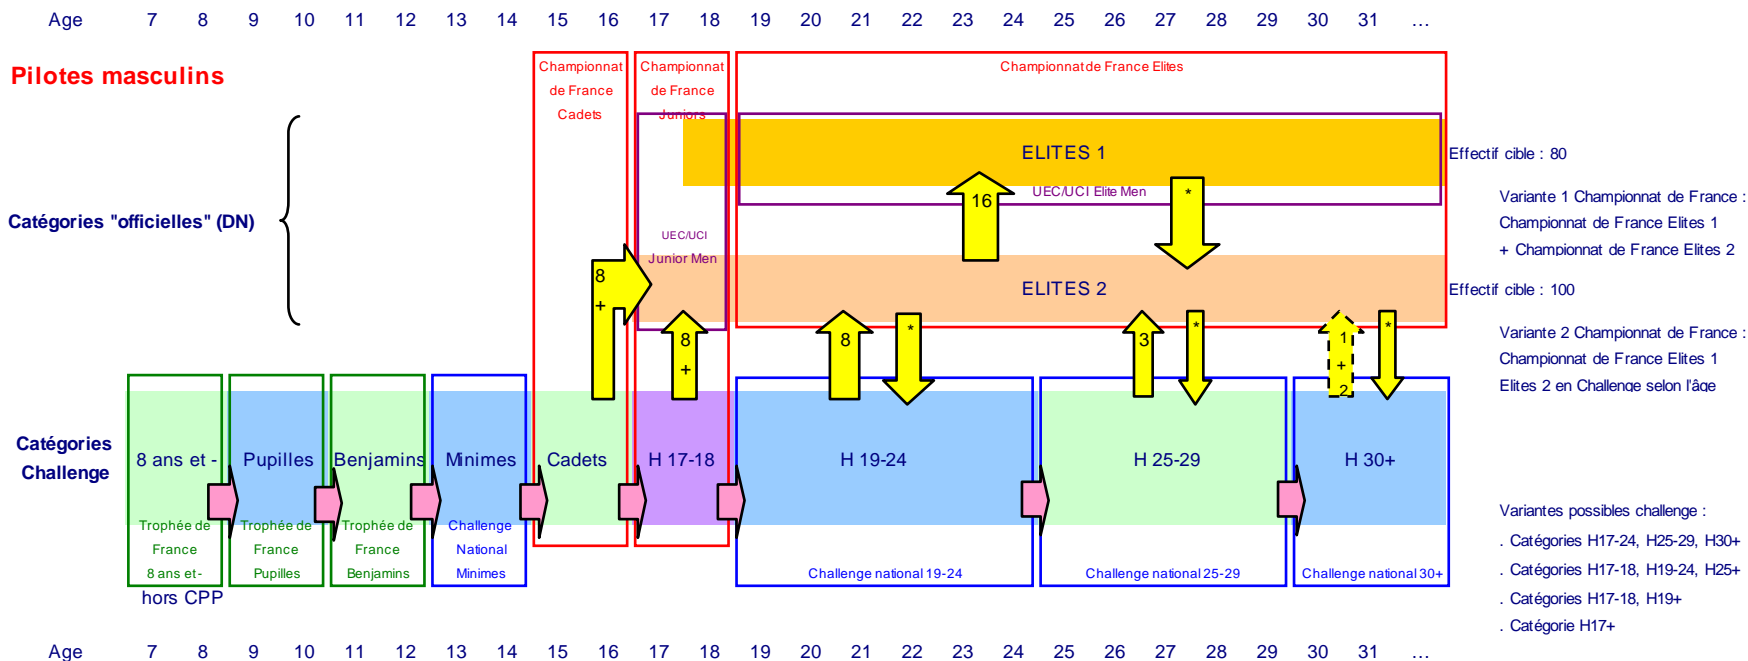 Age 7 8 9 10 11 12 13 14 15 16 17 18 19 20 21 22 23 24 25 26 27 28 29 30 31 ...
Pilotes masculins
Championnat
de France
Cadets
Championnat
de France
Juniors
Championnat de France Elites
ELITES 1
Effectif cible : 80
UEC/UCI Elite Men
16
*
Variante 1 Championnat de France :
Championnat de France Elites 1
+ Championnat de France Elites 2
Catégories "officielles" (DN)
UEC/UCI
Junior Men
8
+
ELITES 2
Effectif cible : 100
8
+
8
*
3
*
1
+
2
*
Variante 2 Championnat de France :
Championnat de France Elites 1
Elites 2 en Challenge selon l'âge
Catégories
Challenge
8 ans et -
Pupilles
Benjamins
Minimes
Cadets
H 17-18
H 19-24
H 25-29
H 30+
Trophée de
France
8 ans et -
Trophée de
France
Pupilles
Trophée de
France
Benjamins
Challenge
National
Minimes
Challenge national 19-24
Challenge national 25-29
Challenge national 30+
hors CPP
Variantes possibles challenge :
. Catégories H17-24, H25-29, H30+
. Catégories H17-18, H19-24, H25+
. Catégories H17-18, H19+
. Catégorie H17+
Age 7 8 9 10 11 12 13 14 15 16 17 18 19 20 21 22 23 24 25 26 27 28 29 30 31 ...